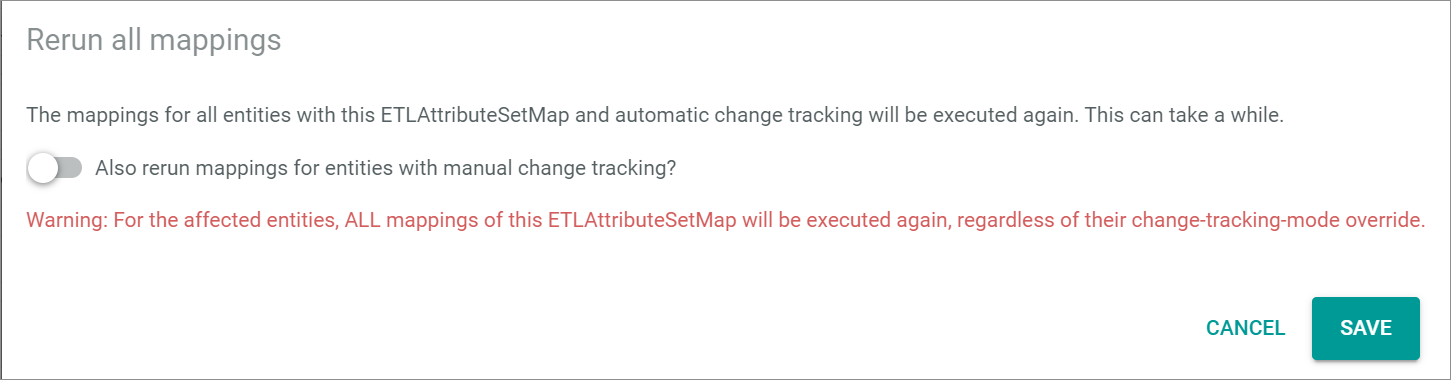 Rerun all mappings
The mappings for all entities with this ETLAttributeSetMap and automatic change tracking will be executed again. This can take a while.
Also rerun mappings for entities with manual change tracking?
Warning: For the affected entities, ALL mappings of this ETLAttributeSetMap will be executed again, regardless of their change-tracking-mode override.
CANCEL SAVE